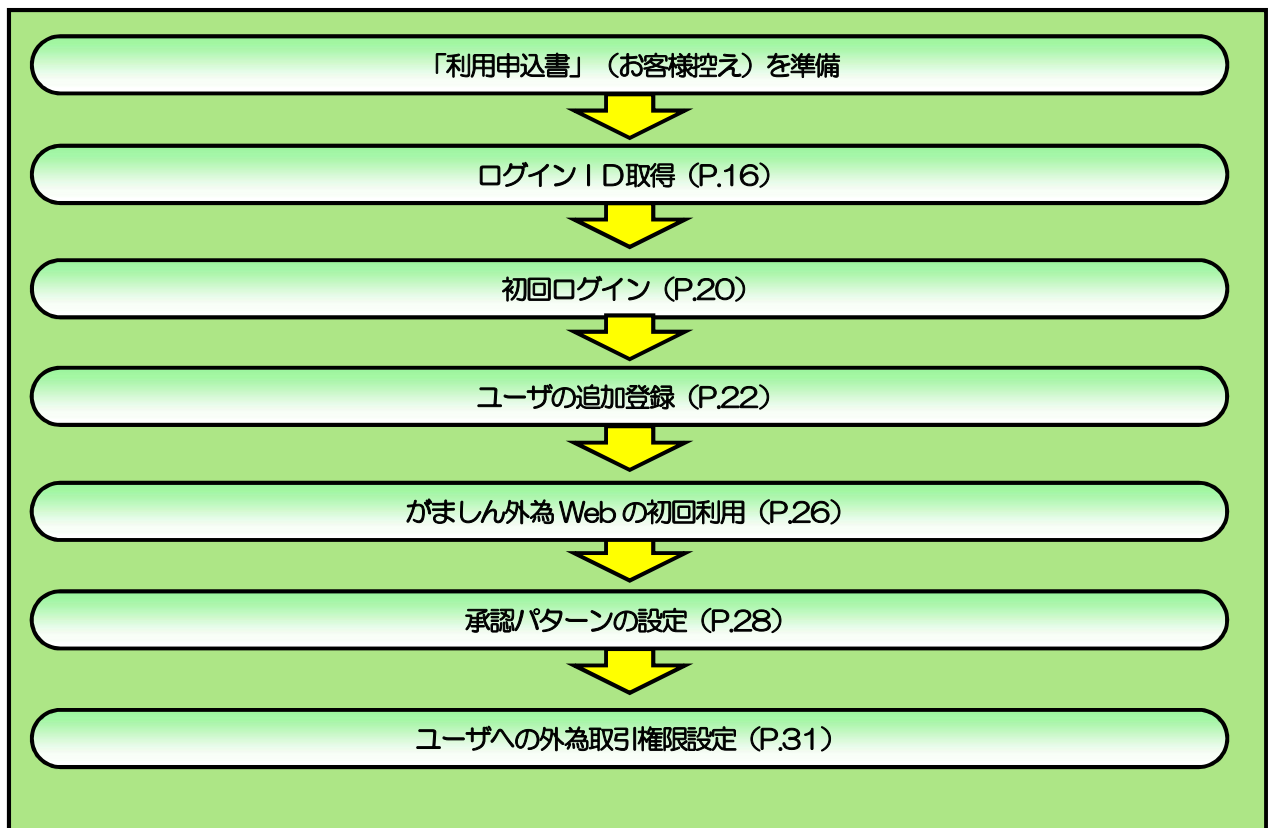 「利用申込書」（お客様控え）を準備
ログインＩＤ取得（P.16）
初回ログイン（P.20）
ユーザの追加登録（P.22）
がましん外為 Web の初回利用（P.26）
承認パターンの設定（P.28）
ユーザへの外為取引権限設定（P.31）